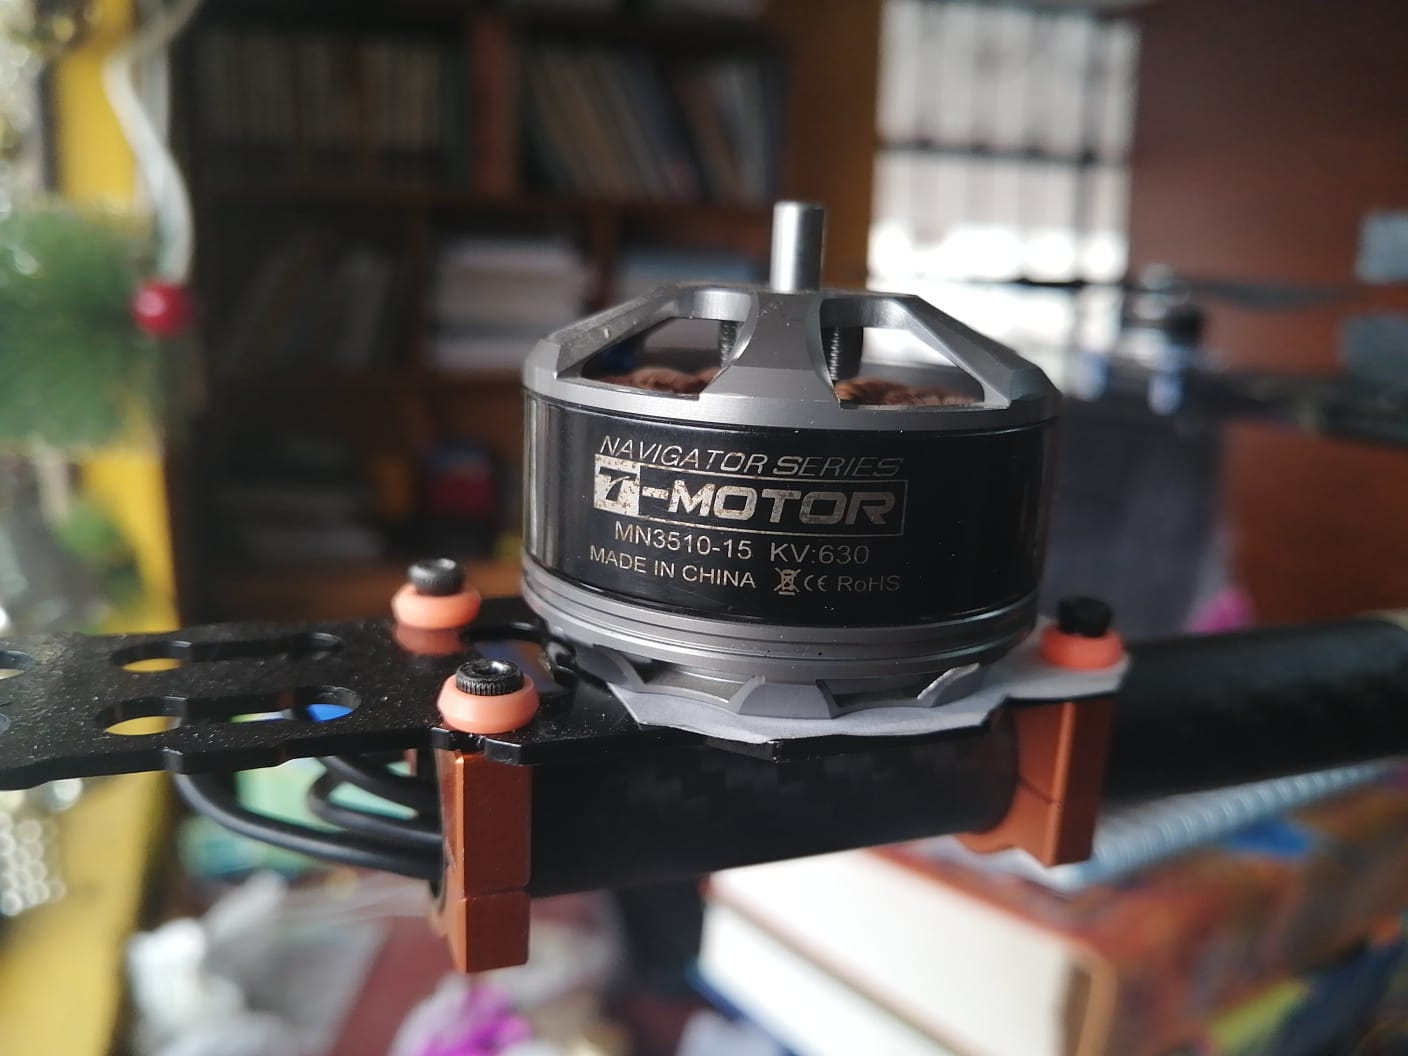 NAVIGATOR SERIES
T-MOTOR
MN3510-15 KV:630
MADE IN CHINA CE RoHS